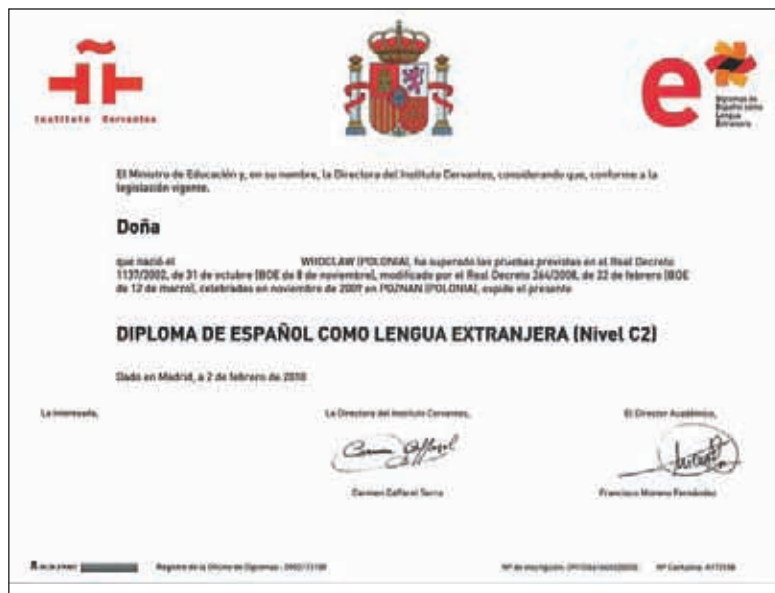 Instituto Cervantes
e
Diplomas de
Español como
Lengua
Extranjera
El Ministro de Educación y, en su nombre, la Directora del Instituto Cervantes, considerando que, conforme a la
legislación vigente,
Doña
que nació el WROCLAW (POLONIA), ha superado las pruebas previstas en el Real Decreto
1137/2002, de 31 de octubre (BOE de 8 de noviembre), modificado por el Real Decreto 264/2008, de 22 de febrero (BOE
de 12 de marzo), celebradas en noviembre de 2009 en POZNAN (POLONIA), expide el presente
DIPLOMA DE ESPAÑOL COMO LENGUA EXTRANJERA (Nivel C2)
Dado en Madrid, a 2 de febrero de 2010
La interesada,
La Directora del Instituto Cervantes,
El Director Académico,
Carmen Caffarel Serra
Francisco Moreno Fernández
Registro de la Oficina de Diplomas:
Nº de inscripción:
Nº Cartulina: